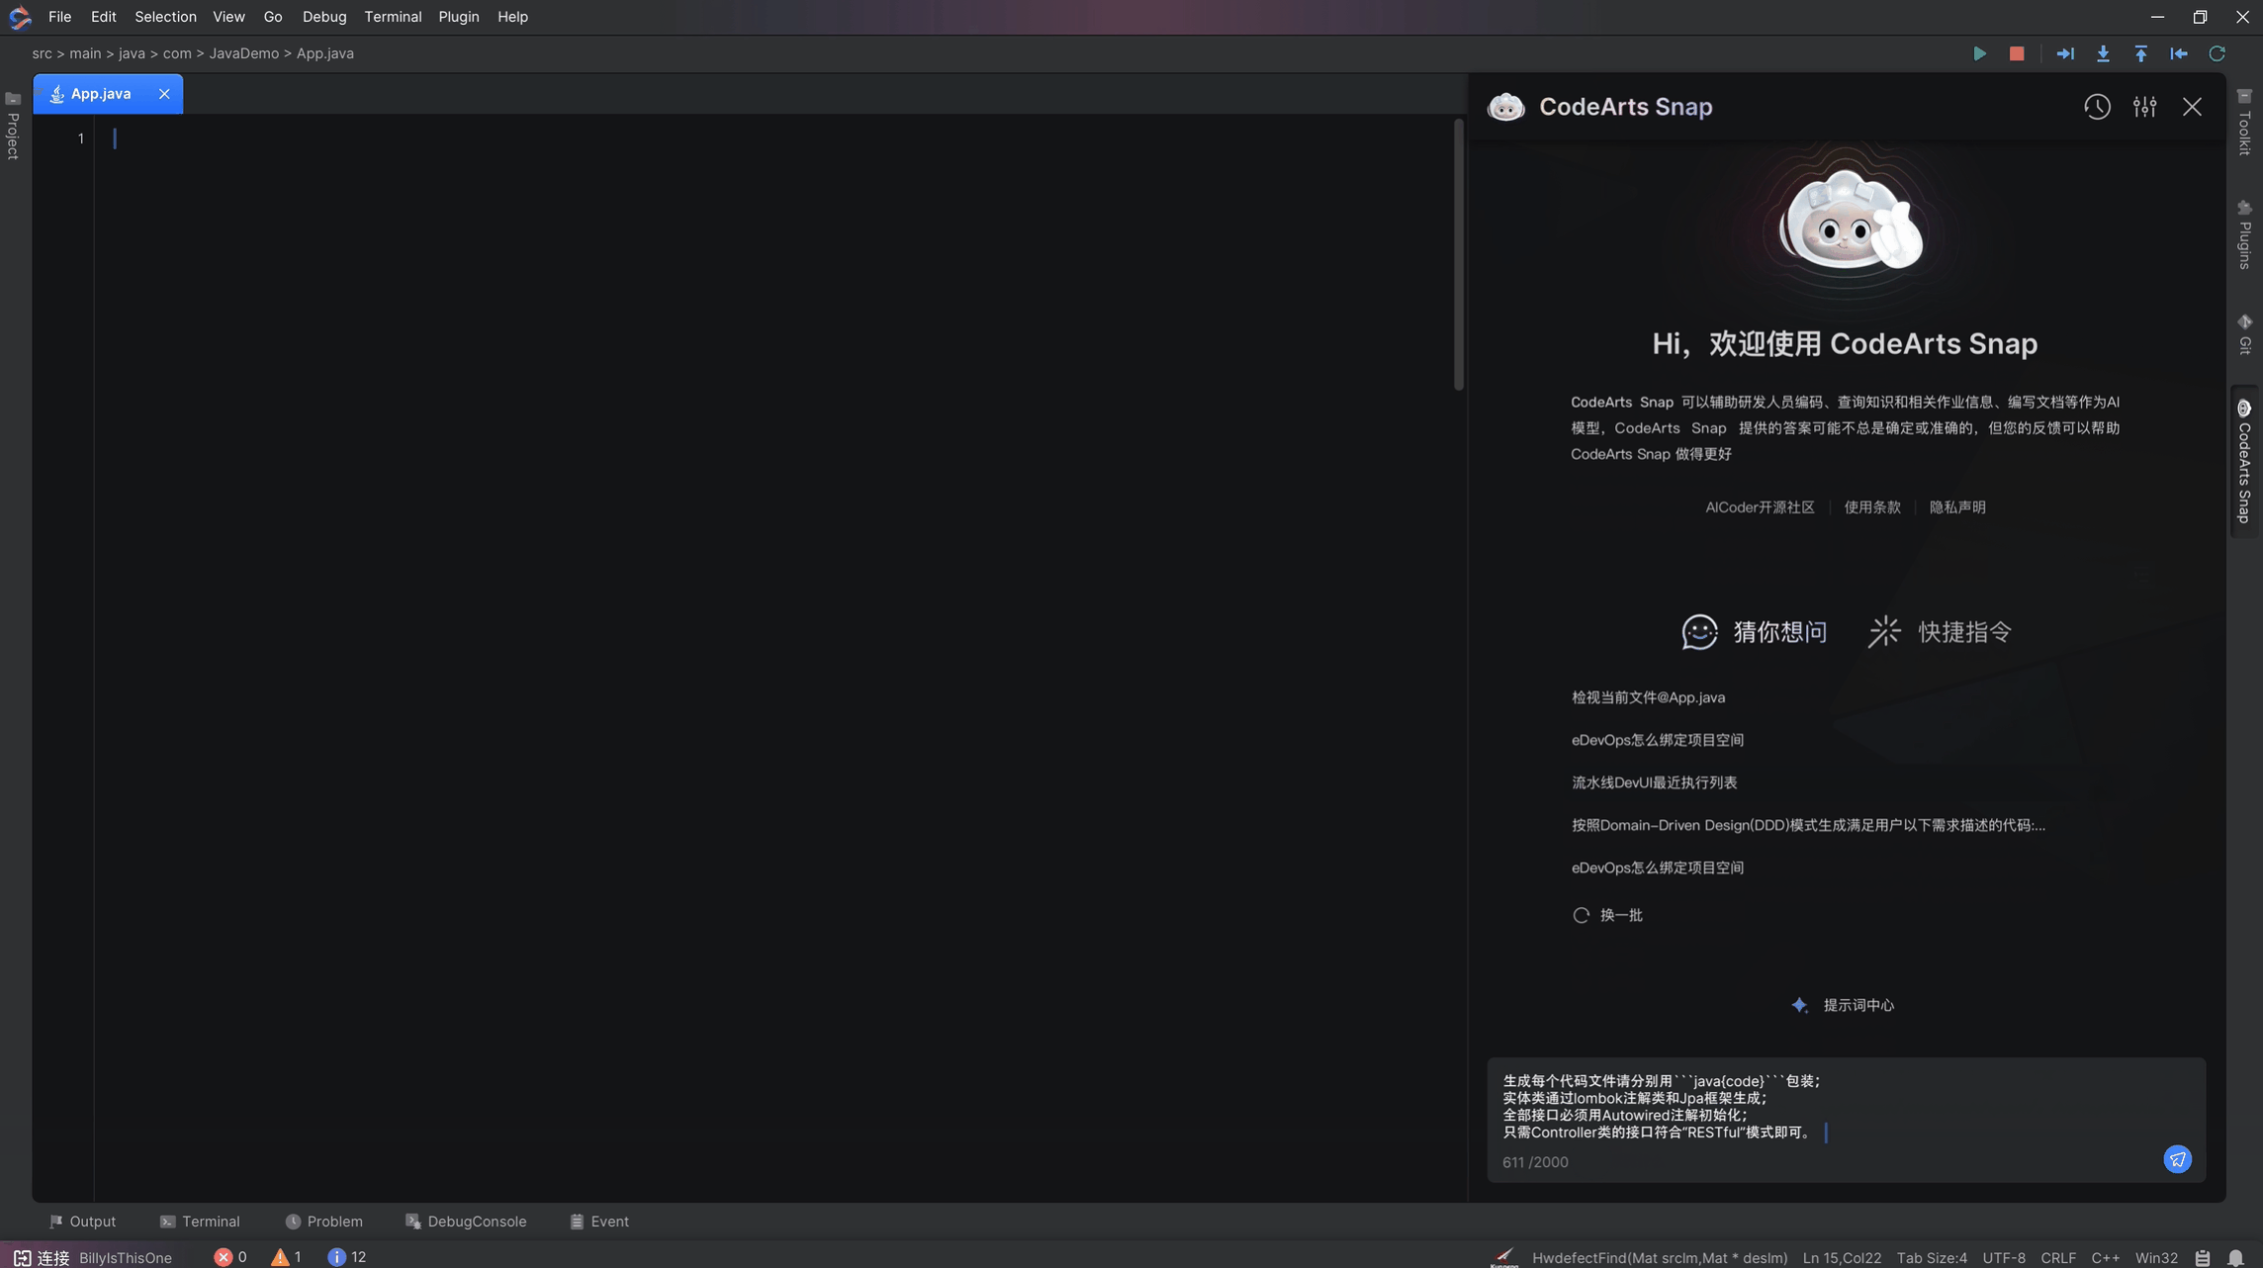 File Edit Selection View Go Debug Terminal Plugin Help
src > main > java > com > JavaDemo > App.java
App.java
Project
1
CodeArts Snap
Hi，欢迎使用 CodeArts Snap
CodeArts Snap 可以辅助研发人员编码、查询知识和相关作业信息、编写文档等作为AI
模型，CodeArts Snap 提供的答案可能不总是确定或准确的，但您的反馈可以帮助
CodeArts Snap 做得更好
AICoder开源社区 使用条款 隐私声明
猜你想问 快捷指令
检视当前文件@App.java
eDevOps怎么绑定项目空间
流水线DevUI最近执行列表
按照Domain-Driven Design(DDD)模式生成满足用户以下需求描述的代码:...
eDevOps怎么绑定项目空间
换一批
提示词中心
生成每个代码文件请分别用```java{code}```包装；
实体类通过lombok注解类和Jpa框架生成；
全部接口必须用Autowired注解初始化；
只需Controller类的接口符合“RESTful”模式即可。
611 /2000
Toolkit
Plugins
Git
CodeArts Snap
Output Terminal Problem DebugConsole Event
连接 BillyIsThisOne 0 1 12
HwdefectFind(Mat srcIm,Mat * desIm) Ln 15,Col22 Tab Size:4 UTF-8 CRLF C++ Win32